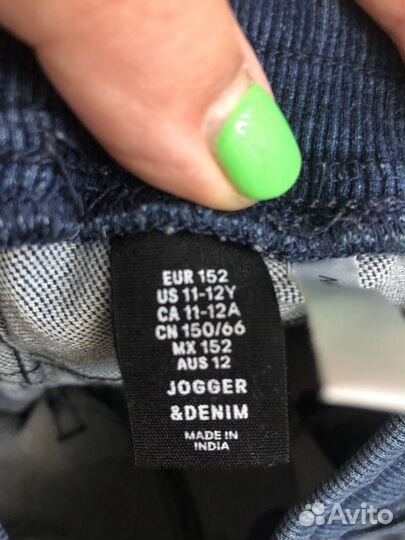 EUR 152
US 11-12Y
CA 11-12A
CN 150/66
MX 152
AUS 12
JOGGER
&DENIM
MADE IN
INDIA
Avito